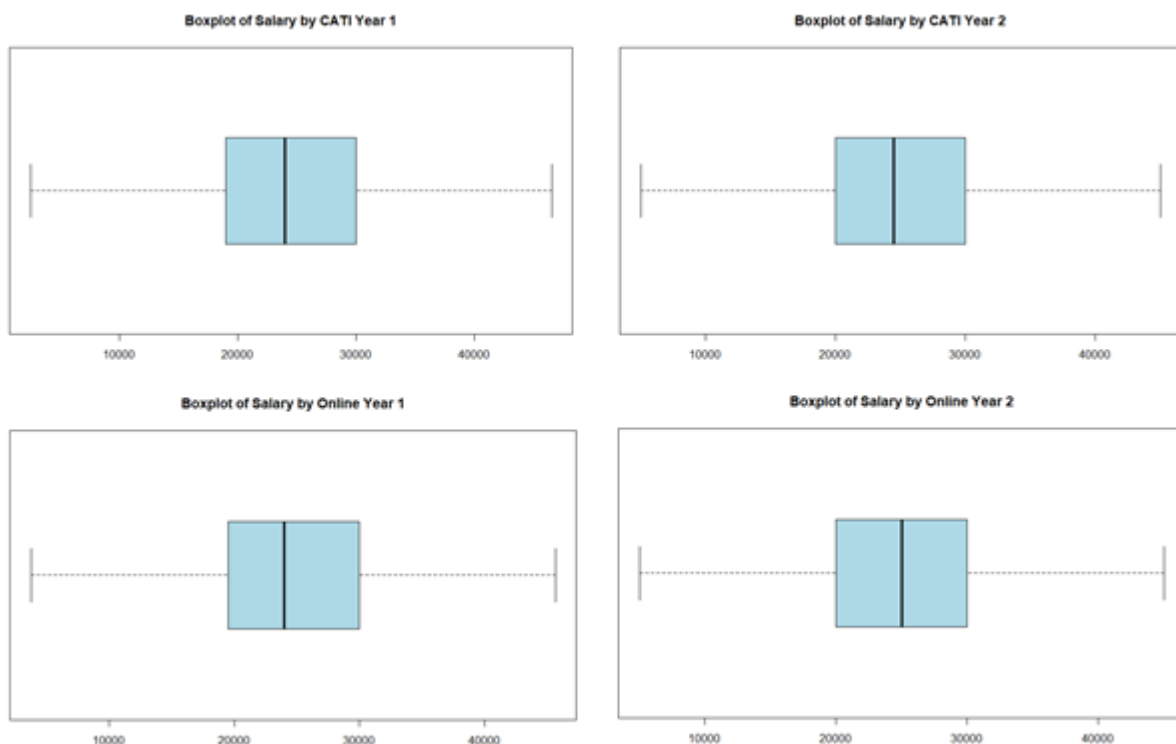 Boxplot of Salary by CATI Year 1
Boxplot of Salary by CATI Year 2
10000 20000 30000 40000
10000 20000 30000 40000
Boxplot of Salary by Online Year 1
Boxplot of Salary by Online Year 2
10000 20000 30000 40000
10000 20000 30000 40000